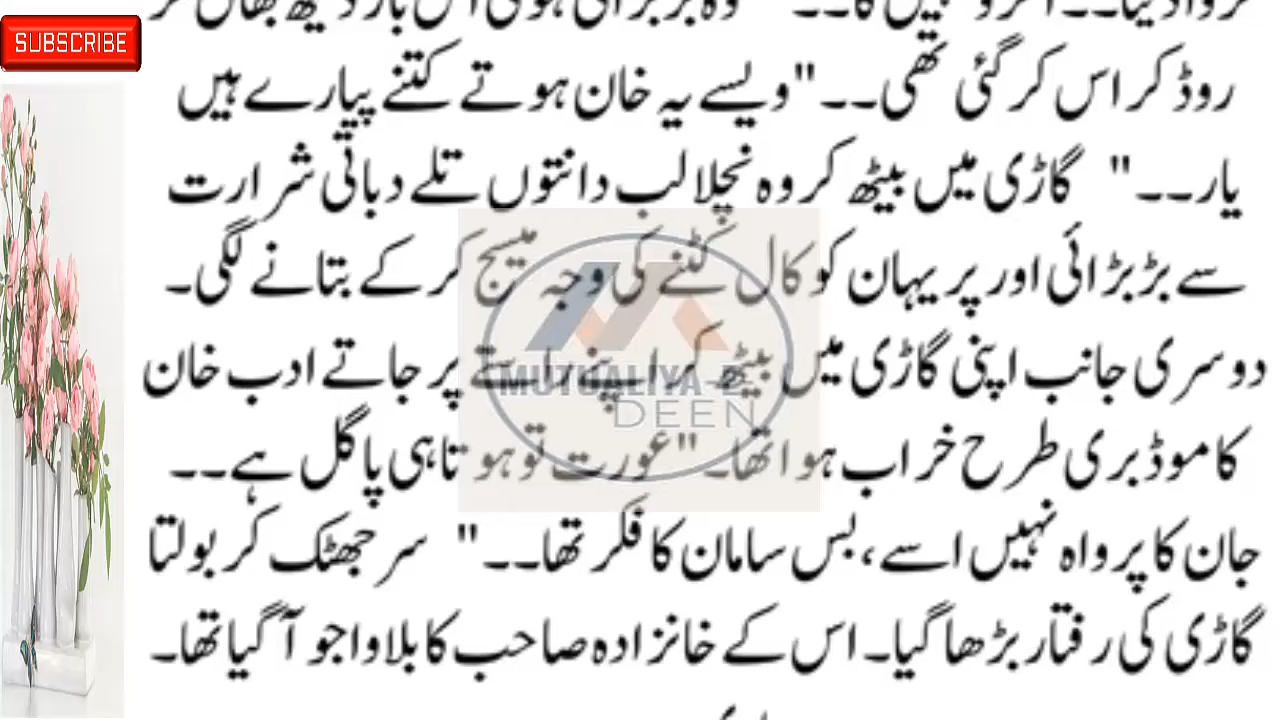 SUBSCRIBE
روڈ کراس کر گئی تھی۔۔ "ویسے یہ خان ہوتے کتنے پیارے ہیں
یار۔۔" گاڑی میں بیٹھ کر وہ نچلا لب دانتوں تلے دبائی شرارت
سے بڑبڑائی اور پریہان کو کال کٹنے کی وجہ میسج کر کے بتانے لگی۔
دوسری جانب اپنی گاڑی میں بیٹھ کر اپنے راستے پر جاتے ادب خان
کا موڈ بری طرح خراب ہوا تھا۔ "عورت تو ہوتا ہی پاگل ہے۔۔
جان کا پرواہ نہیں اسے، بس سامان کا فکر تھا۔۔" سر جھٹک کر بولتا
گاڑی کی رفتار بڑھا گیا۔ اس کے خانزادہ صاحب کا بلاوا جو آ گیا تھا۔
MUTUALIYA-E-
DEEN